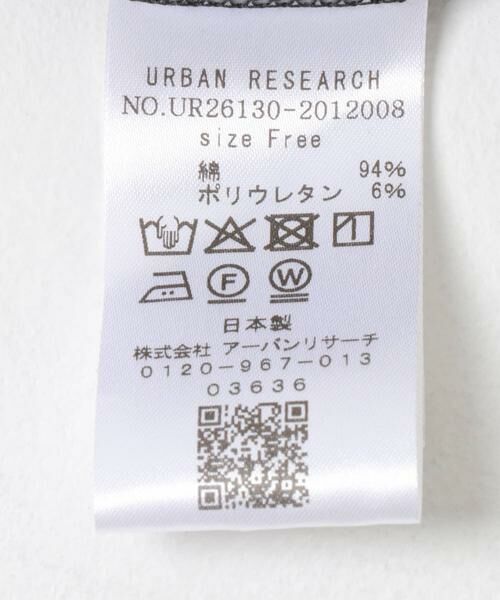 URBAN RESEARCH
NO.UR26130-2012008
size Free
綿 94%
ポリウレタン 6%
F W
日本製
株式会社 アーバンリサーチ
0120-967-013
03636